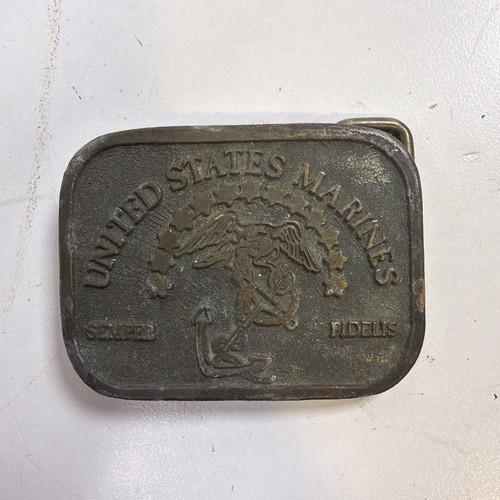 UNITED STATES MARINES
SEMPER FIDELIS